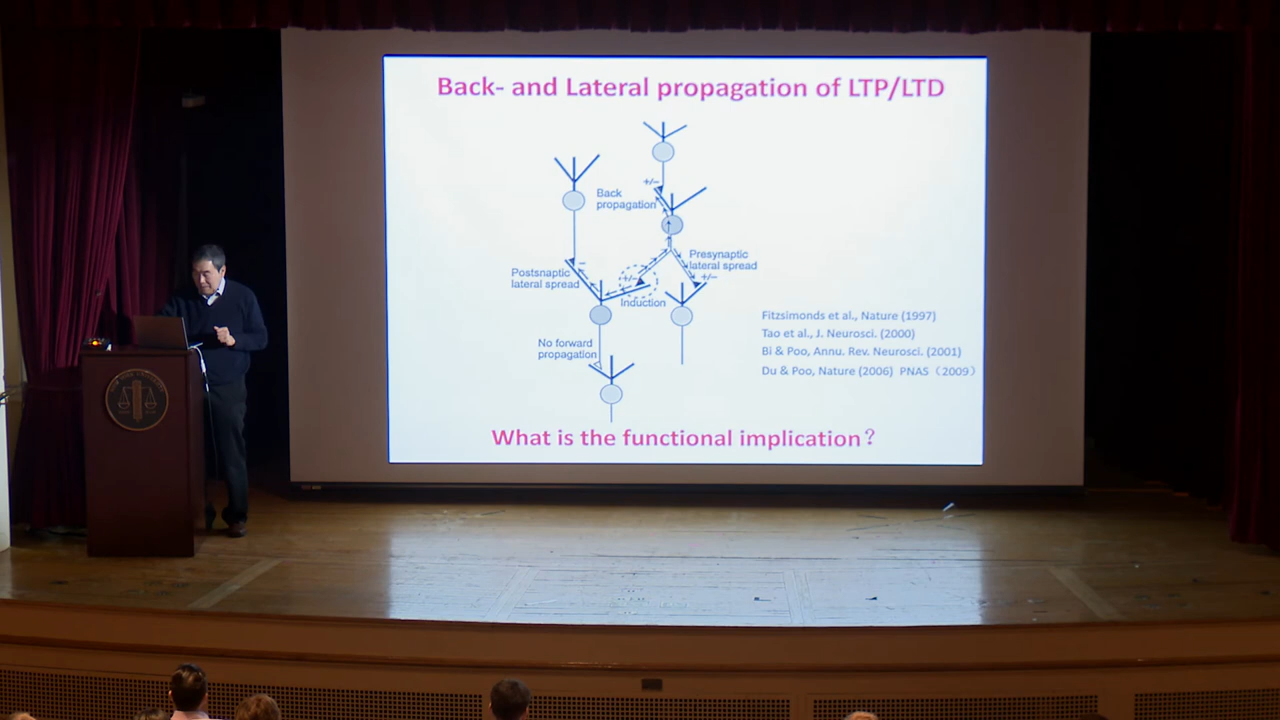 Back- and Lateral propagation of LTP/LTD
+/−
Back
propagation
Presynaptic
lateral spread
−
+/−
+/−
Postsnaptic
lateral spread
Induction
Fitzsimonds et al., Nature (1997)
Tao et al., J. Neurosci. (2000)
No forward
propagation
Bi & Poo, Annu. Rev. Neurosci. (2001)
Du & Poo, Nature (2006) PNAS（2009）
What is the functional implication？